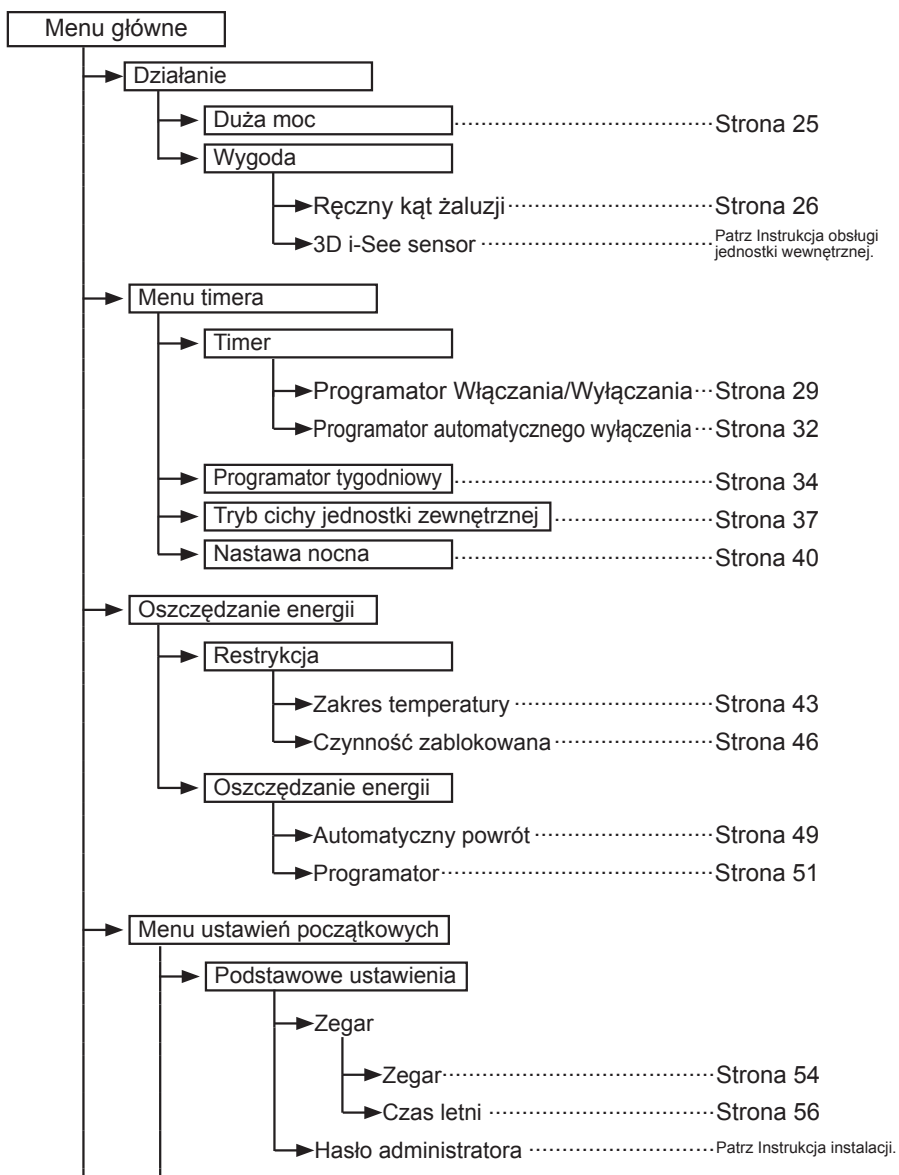 Menu główne
Działanie
Duża moc Strona 25
Wygoda
Ręczny kąt żaluzji Strona 26
3D i-See sensor Patrz Instrukcja obsługi
jednostki wewnętrznej.
Menu timera
Timer
Programator Włączania/Wyłączania Strona 29
Programator automatycznego wyłączenia Strona 32
Programator tygodniowy Strona 34
Tryb cichy jednostki zewnętrznej Strona 37
Nastawa nocna Strona 40
Oszczędzanie energii
Restrykcja
Zakres temperatury Strona 43
Czynność zablokowana Strona 46
Oszczędzanie energii
Automatyczny powrót Strona 49
Programator Strona 51
Menu ustawień początkowych
Podstawowe ustawienia
Zegar
Zegar Strona 54
Czas letni Strona 56
Hasło administratora Patrz Instrukcja instalacji.